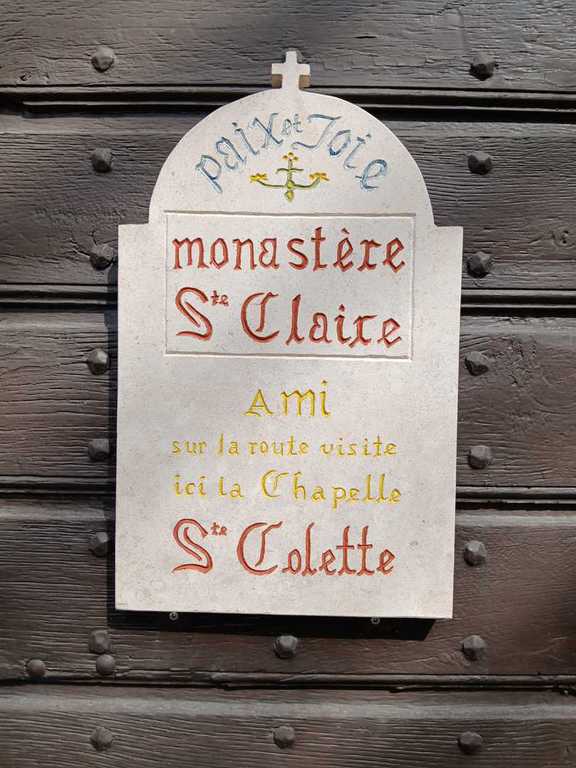 paix et Joie
monastère
Ste Claire
Ami
sur la route visite
ici la Chapelle
Ste Colette